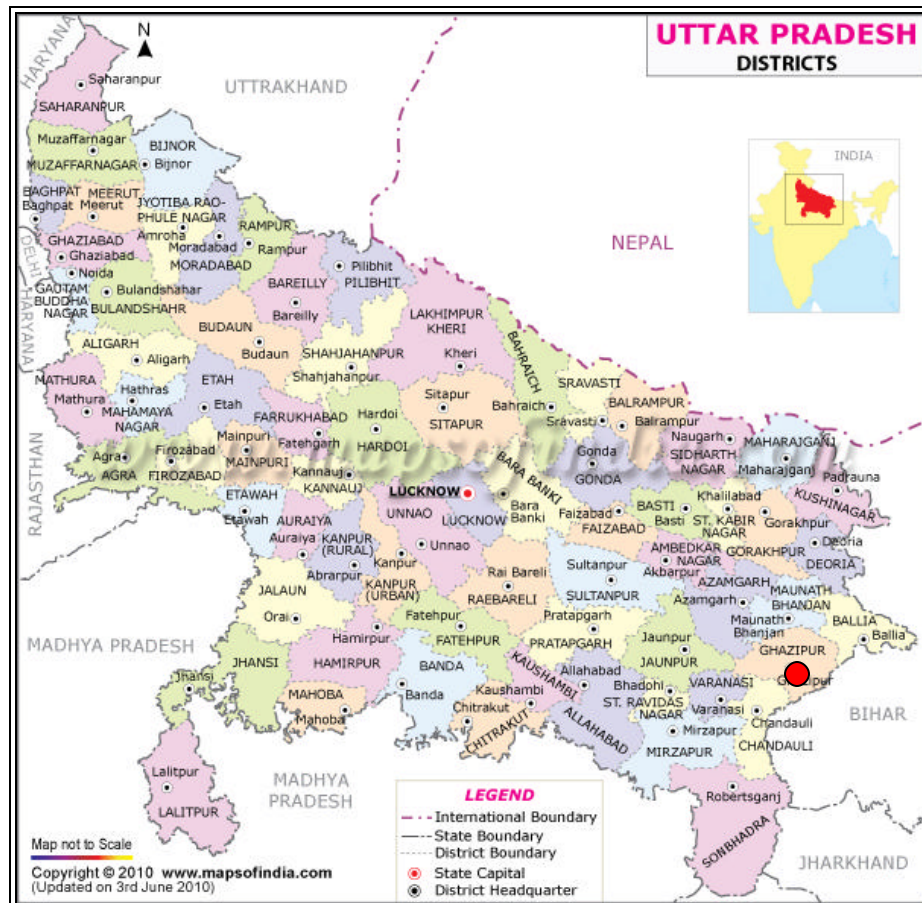 UTTAR PRADESH
DISTRICTS
N
HARYANA
UTTRAKHAND
Saharanpur
SAHARANPUR
Muzaffarnagar
MUZAFFARNAGAR
BIJNOR
Bijnor
INDIA
BAGHPAT
Baghpat
MEERUT
Meerut
JYOTIBA RAO-
PHULE NAGAR
Amroha
Moradabad
MORADABAD
RAMPUR
Rampur
NEPAL
GHAZIABAD
Ghaziabad
DELHI
Noida
GAUTAM
BUDDHA
NAGAR
HARYANA
Bulandshahar
BULANDSHAHR
BAREILLY
Bareilly
Pilibhit
PILIBHIT
LAKHIMPUR
KHERI
Kheri
BUDAUN
Budaun
SHAHJAHANPUR
Shahjahanpur
BAHRAICH
Bahraich
ALIGARH
Aligarh
SRAVASTI
Sravasti
BALRAMPUR
Balrampur
MATHURA
Mathura
Hathras
MAHAMAYA
NAGAR
ETAH
Etah
FARRUKHABAD
Fatehgarh
Hardoi
HARDOI
Sitapur
SITAPUR
Naugarh
SIDHARTH-
NAGAR
MAHARAJGANJ
Maharajganj
Agra
AGRA
Firozabad
FIROZABAD
Mainpuri
MAINPURI
Kannauj
KANNAUJ
BARA BANKI
Bara
Banki
Gonda
GONDA
Padrauna
KUSHINAGAR
RAJASTHAN
LUCKNOW
LUCKNOW
UNNAO
Unnao
Faizabad
FAIZABAD
BASTI
Basti
Khalilabad
ST. KABIR
NAGAR
Gorakhpur
GORAKHPUR
Deoria
DEORIA
ETAWAH
Etawah
AURAIYA
Auraiya
KANPUR
(RURAL)
Abrarpur
Kanpur
KANPUR
(URBAN)
Rai Bareli
RAEBARELI
Sultanpur
SULTANPUR
AMBEDKAR
NAGAR
Akbarpur
AZAMGARH
Azamgarh
MAUNATH
BHANJAN
Maunath
Bhanjan
BALLIA
Ballia
JALAUN
Orai
MADHYA PRADESH
Hamirpur
HAMIRPUR
Fatehpur
FATEHPUR
Pratapgarh
PRATAPGARH
Jaunpur
JAUNPUR
GHAZIPUR
JHANSI
Jhansi
MAHOBA
Mahoba
BANDA
Banda
KAUSHAMBI
Kaushambi
Chitrakut
CHITRAKUT
Allahabad
ALLAHABAD
Bhadohi
ST. RAVIDAS
NAGAR
VARANASI
Varanasi
Mirzapur
MIRZAPUR
Chandauli
CHANDAULI
BIHAR
Lalitpur
LALITPUR
MADHYA
PRADESH
Robertsganj
SONBHADRA
JHARKHAND
LEGEND
International Boundary
State Boundary
District Boundary
State Capital
District Headquarter
Map not to Scale
Copyright © 2010 www.mapsofindia.com
(Updated on 3rd June 2010)